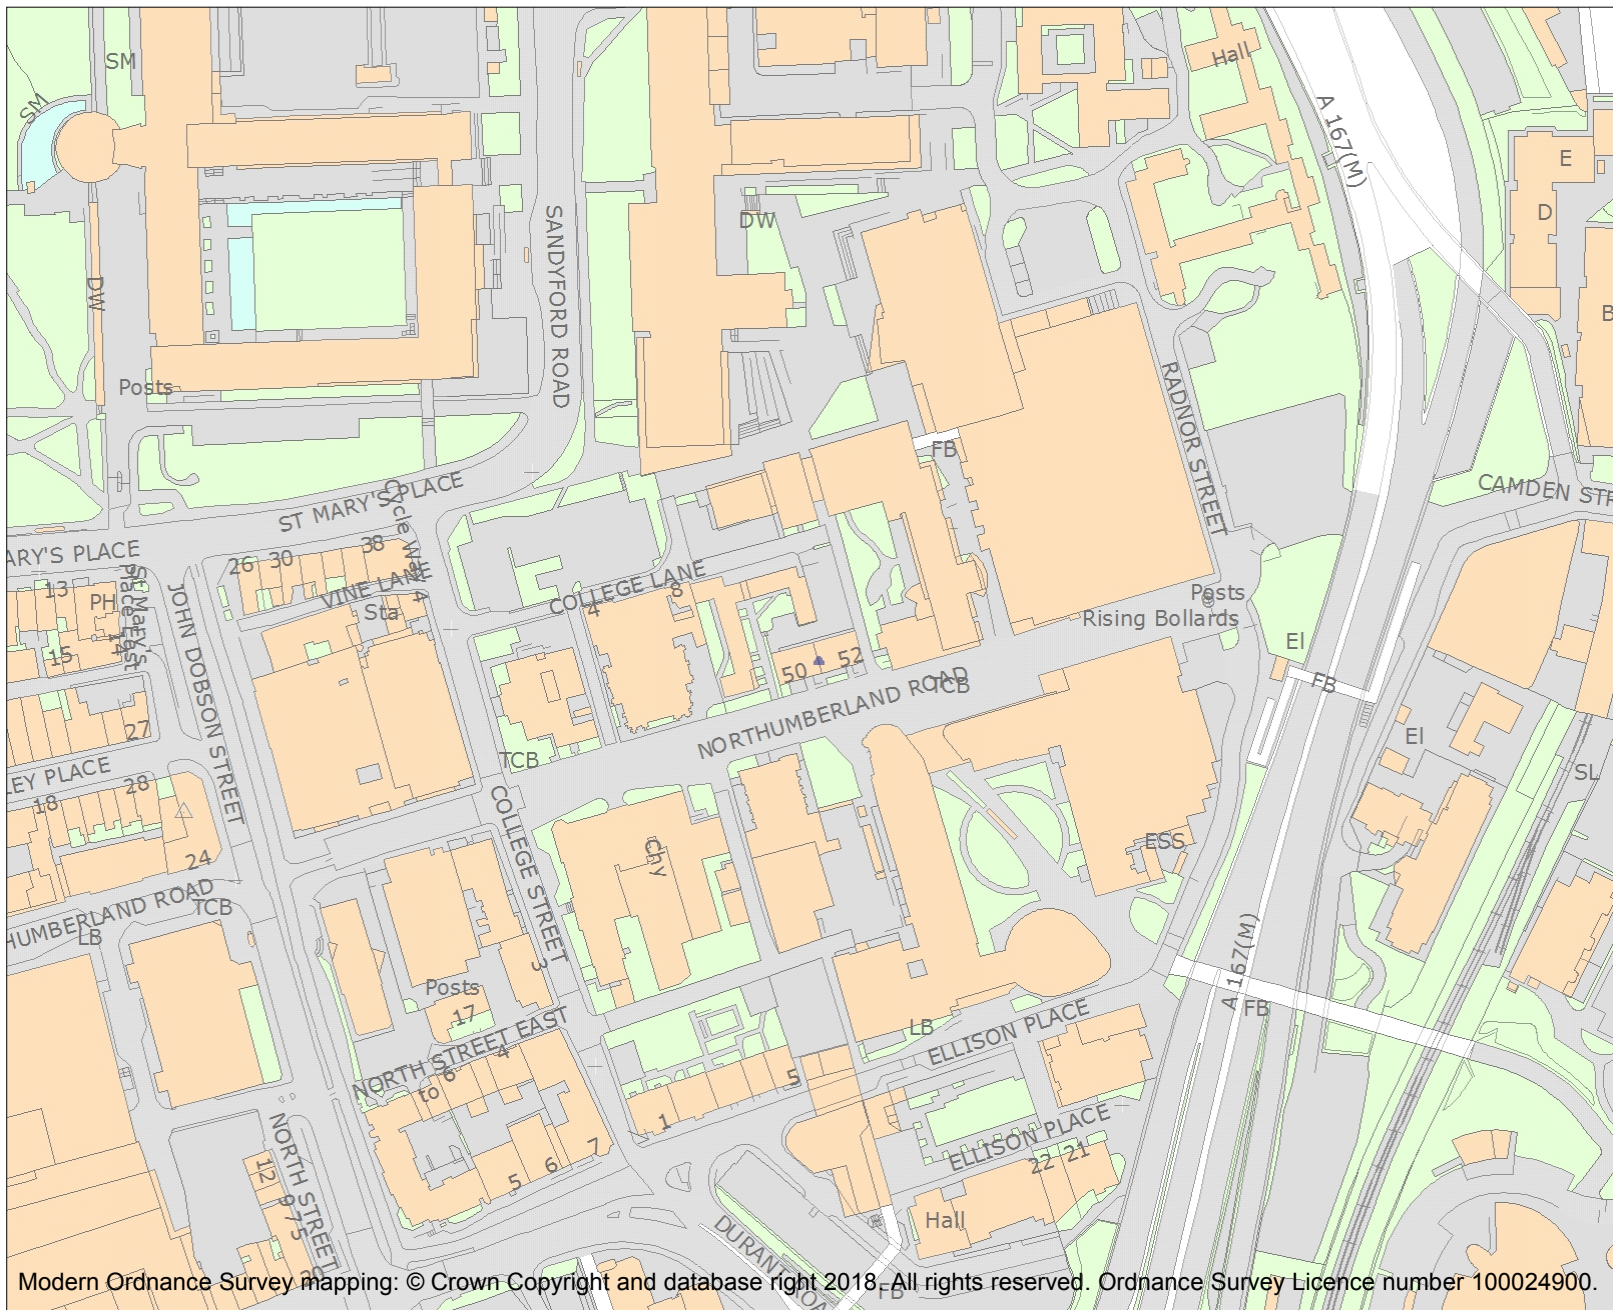 SM
Hall
SM
A 167(M)
E
D
SANDYFORD ROAD
DW
DW
B
Posts
RADNOR STREET
FB
ST MARY'S PLACE
CAMDEN STR
ARY'S PLACE
38
30
26
VINE LANE
4
COLLEGE LANE
8
4
13
PH
St Mary's
Place East
14
15
Sta
JOHN DOBSON STREET
Posts
Rising Bollards
El
FB
50
52
TCB
NORTHUMBERLAND ROAD
27
TCB
El
LEY PLACE
28
18
SL
24
COLLEGE STREET
Chy
ESS
HUMBERLAND ROAD
TCB
LB
3
A 167(M)
Posts
17
FB
LB
ELLISON PLACE
NORTH STREET EAST
4
6
to
5
1
ELLISON PLACE
22
21
7
6
5
NORTH STREET
12
9
75
Hall
DURANT ROA
FB
Modern Ordnance Survey mapping: © Crown Copyright and database right 2018. All rights reserved. Ordnance Survey Licence number 100024900.